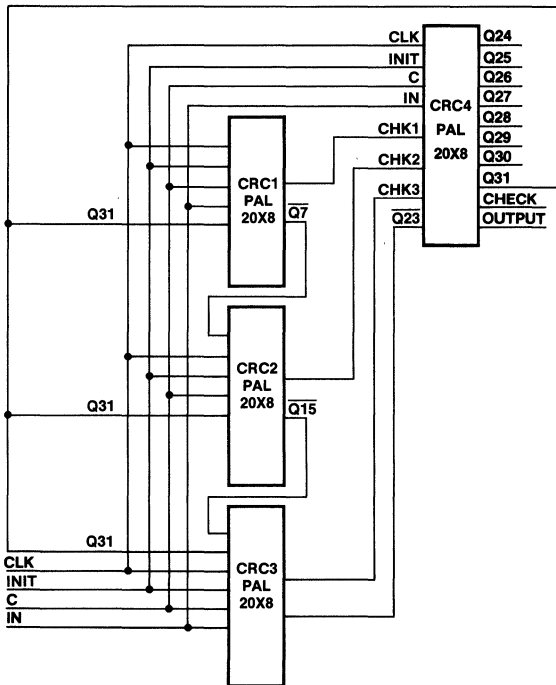 CLK
INIT
C
IN
CHK1
CHK2
CHK3
Q23
CRC4
PAL
20X8
Q24
Q25
Q26
Q27
Q28
Q29
Q30
Q31
CHECK
OUTPUT
CRC1
PAL
20X8
Q31
Q7
CRC2
PAL
20X8
Q31
Q15
CRC3
PAL
20X8
Q31
CLK
INIT
C
IN